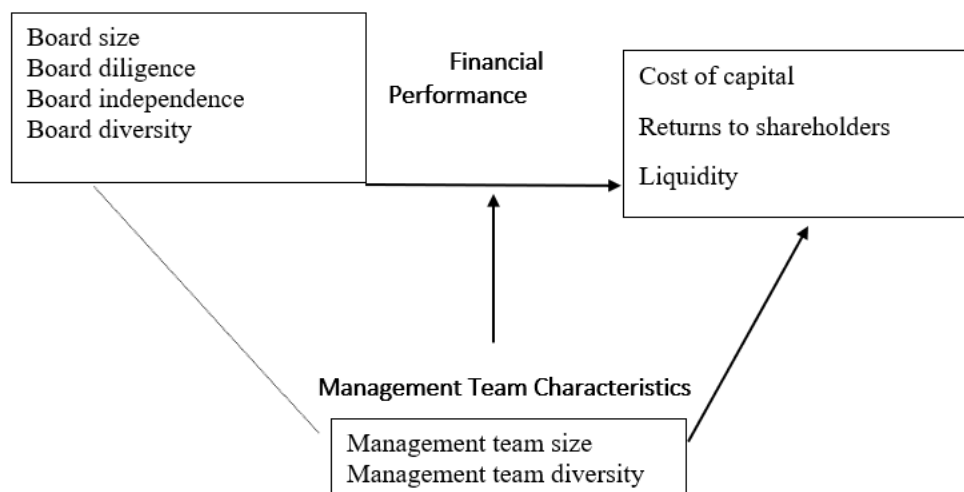 Board size
Board diligence
Board independence
Board diversity
Financial
Performance
Cost of capital
Returns to shareholders
Liquidity
Management Team Characteristics
Management team size
Management team diversity